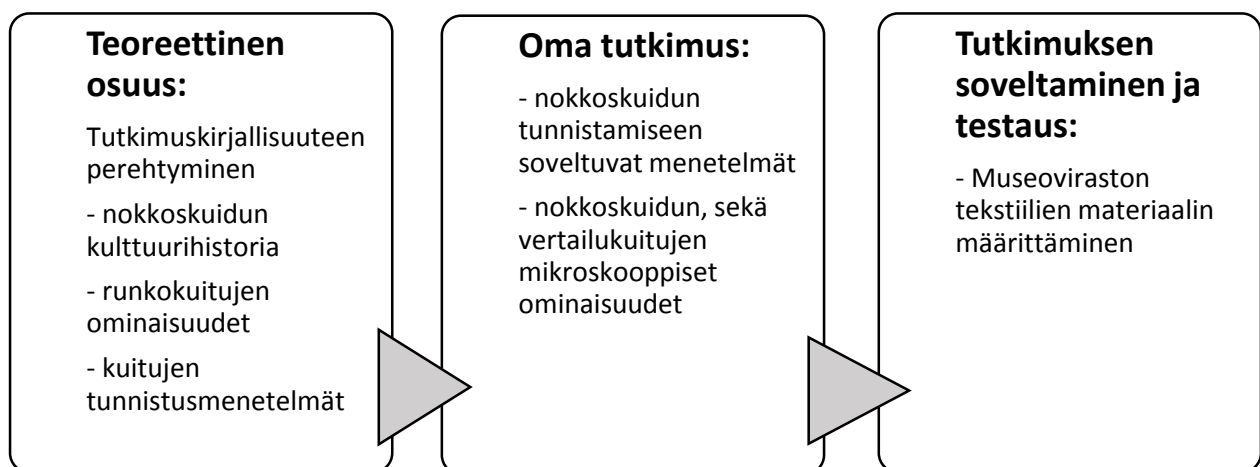 Teoreettinen
osuus:
Tutkimuskirjallisuuteen
perehtyminen
- nokkoskuidun
kulttuurihistoria
- runkokuitujen
ominaisuudet
- kuitujen
tunnistusmenetelmät
Oma tutkimus:
- nokkoskuidun
tunnistamiseen
soveltuvat menetelmät
- nokkoskuidun, sekä
vertailukuitujen
mikroskooppiset
ominaisuudet
Tutkimuksen
soveltaminen ja
testaus:
- Museoviraston
tekstiilien materiaalin
määrittäminen